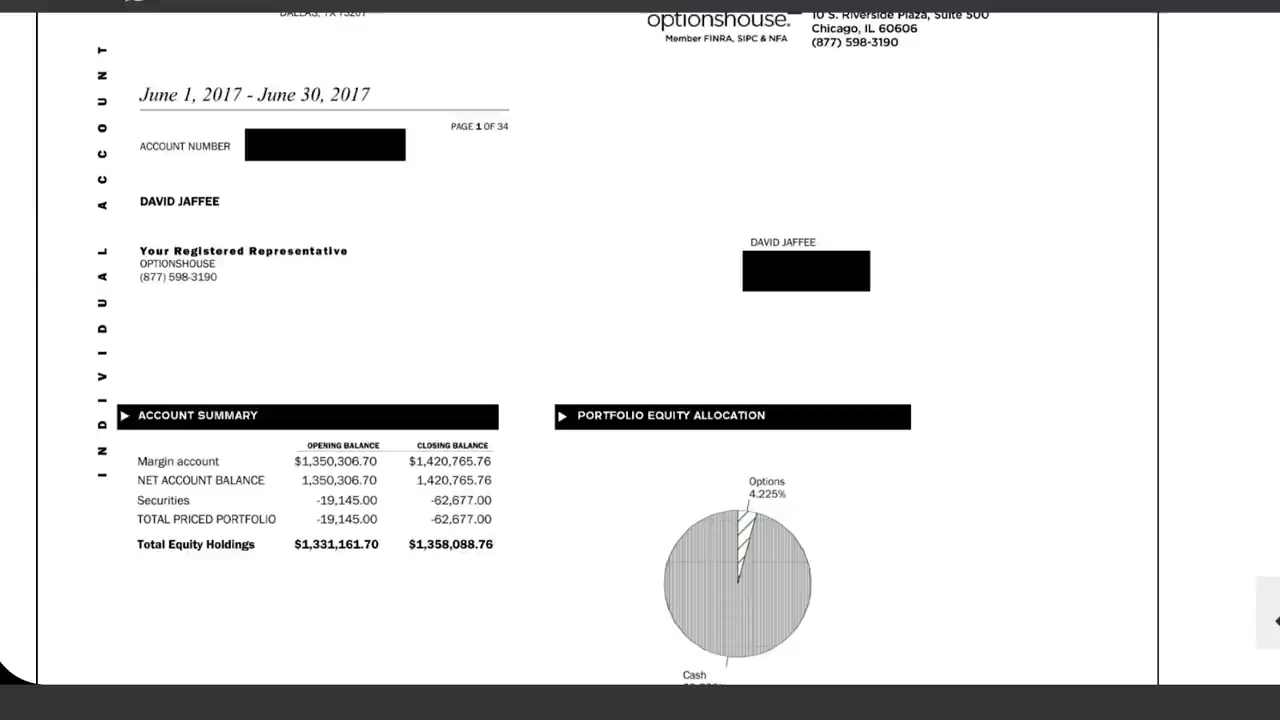 DALLAS, TX 75201
optionshouse.
Member FINRA, SIPC & NFA
10 S. Riverside Plaza, Suite 500
Chicago, IL 60606
(877) 598-3190
INDIVIDUAL ACCOUNT
June 1, 2017 - June 30, 2017
PAGE 1 OF 34
ACCOUNT NUMBER
DAVID JAFFEE
Your Registered Representative
OPTIONSHOUSE
(877) 598-3190
DAVID JAFFEE
ACCOUNT SUMMARY
OPENING BALANCE CLOSING BALANCE
Margin account $1,350,306.70 $1,420,765.76
NET ACCOUNT BALANCE 1,350,306.70 1,420,765.76
Securities -19,145.00 -62,677.00
TOTAL PRICED PORTFOLIO -19,145.00 -62,677.00
Total Equity Holdings $1,331,161.70 $1,358,088.76
PORTFOLIO EQUITY ALLOCATION
Options
4.225%
Cash